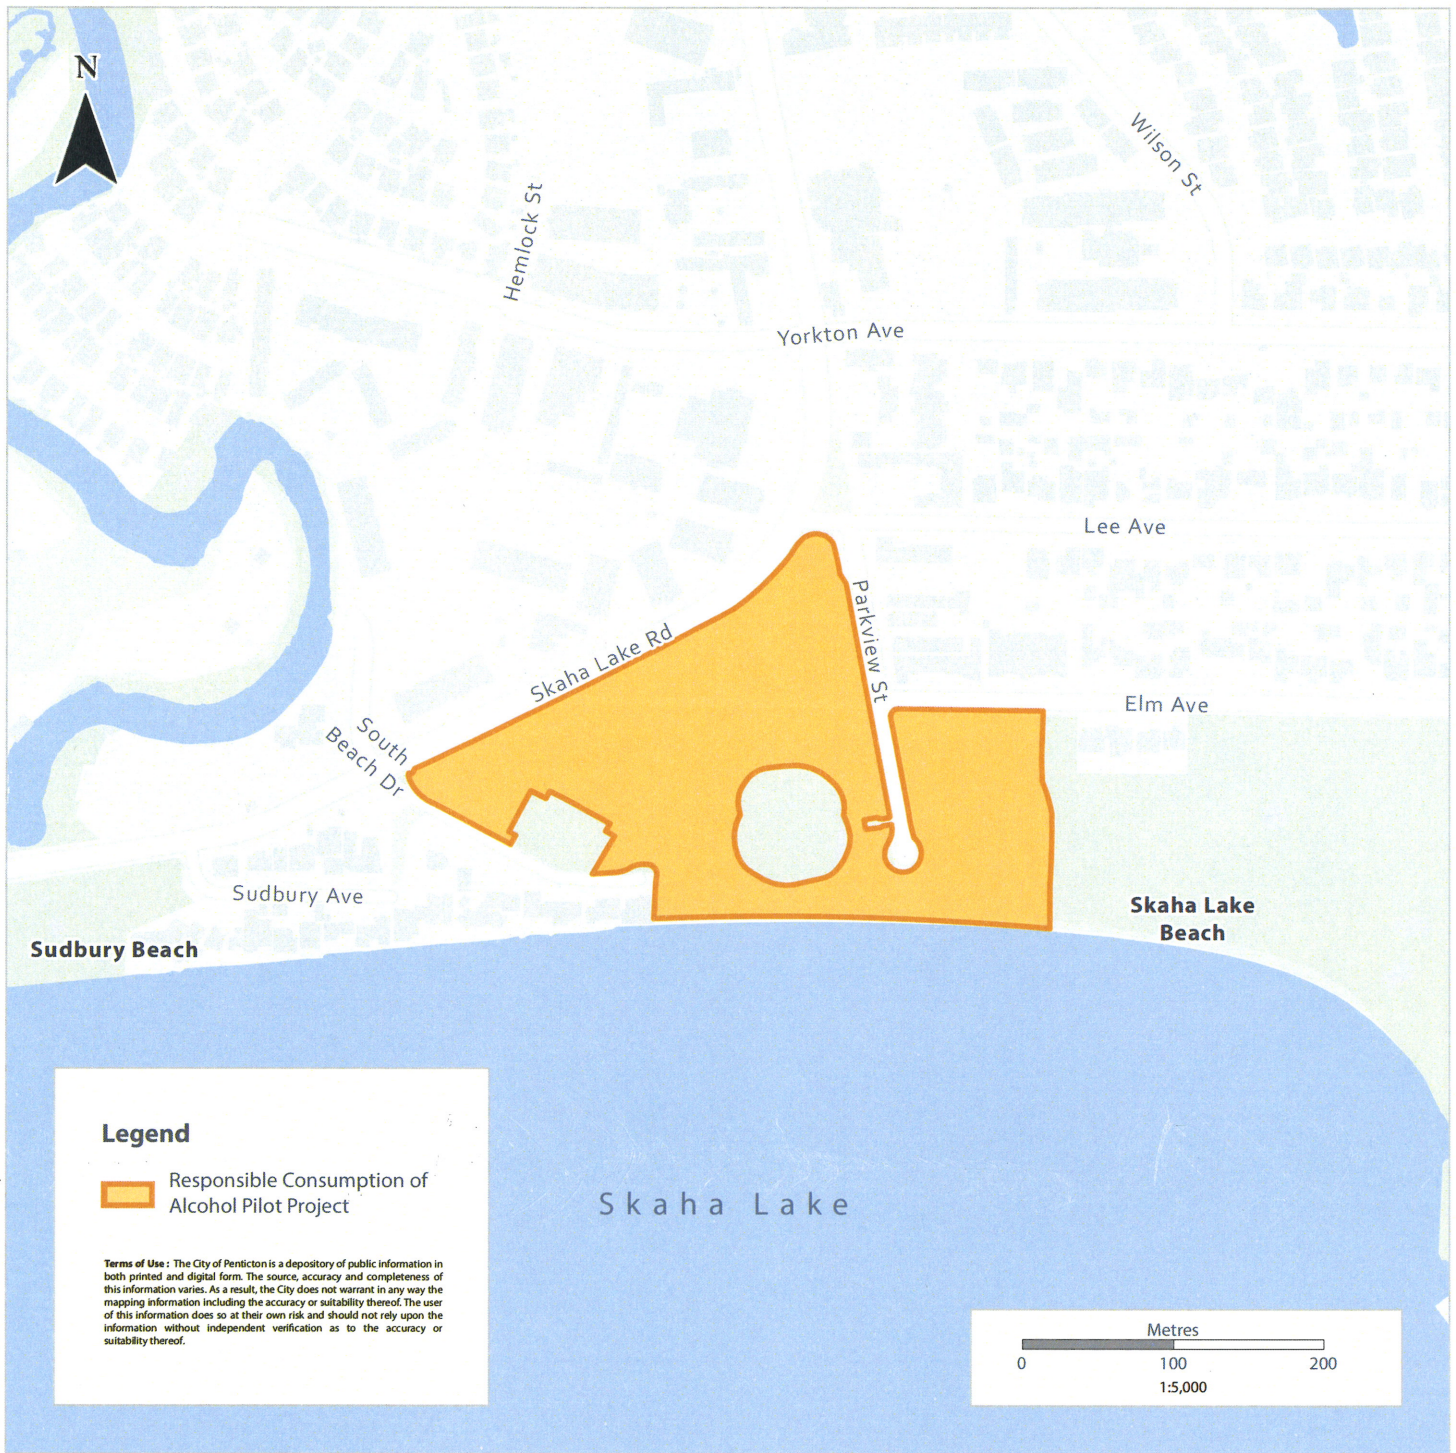 N
Wilson St
Hemlock St
Yorkton Ave
Lee Ave
Parkview St
Skaha Lake Rd
Elm Ave
South
Beach Dr
Sudbury Ave
Skaha Lake
Beach
Sudbury Beach
Legend
Responsible Consumption of
Alcohol Pilot Project
Terms of Use : The City of Penticton is a depository of public information in
both printed and digital form. The source, accuracy and completeness of
this information varies. As a result, the City does not warrant in any way the
mapping information including the accuracy or suitability thereof. The user
of this information does so at their own risk and should not rely upon the
information without independent verification as to the accuracy or
suitability thereof.
Skaha Lake
Metres
0 100 200
1:5,000